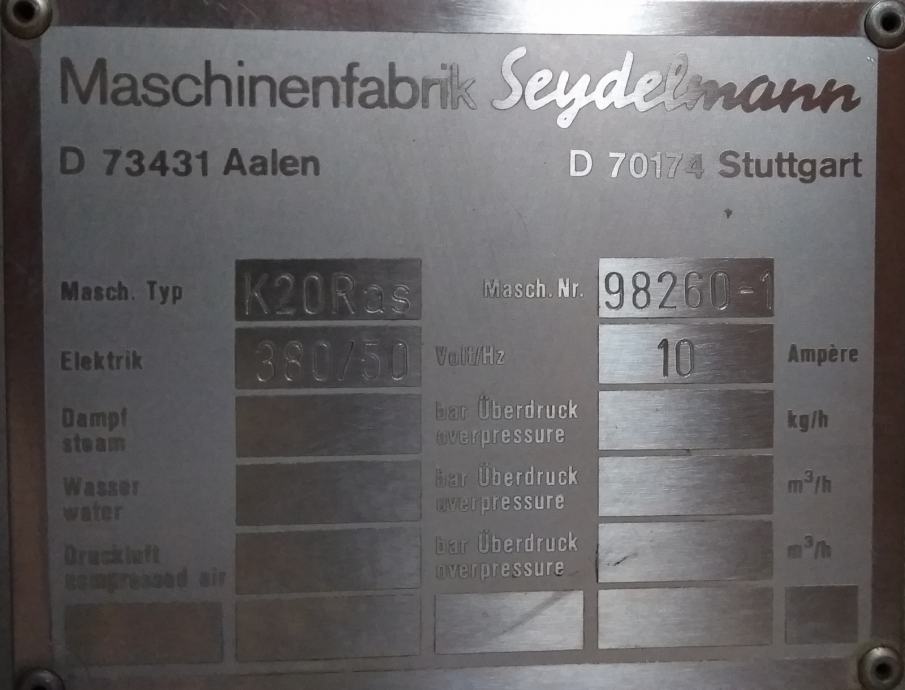 Maschinenfabrik Seydelmann
D 73431 Aalen D 70174 Stuttgart
Masch. Typ K20Ras Masch. Nr. 98260-1
Elektrik 380/50 Volt/Hz 10 Ampère
Dampf bar Überdruck kg/h
steam overpressure
Wasser bar Überdruck m³/h
water overpressure
Druckluft bar Überdruck m³/h
compressed air overpressure